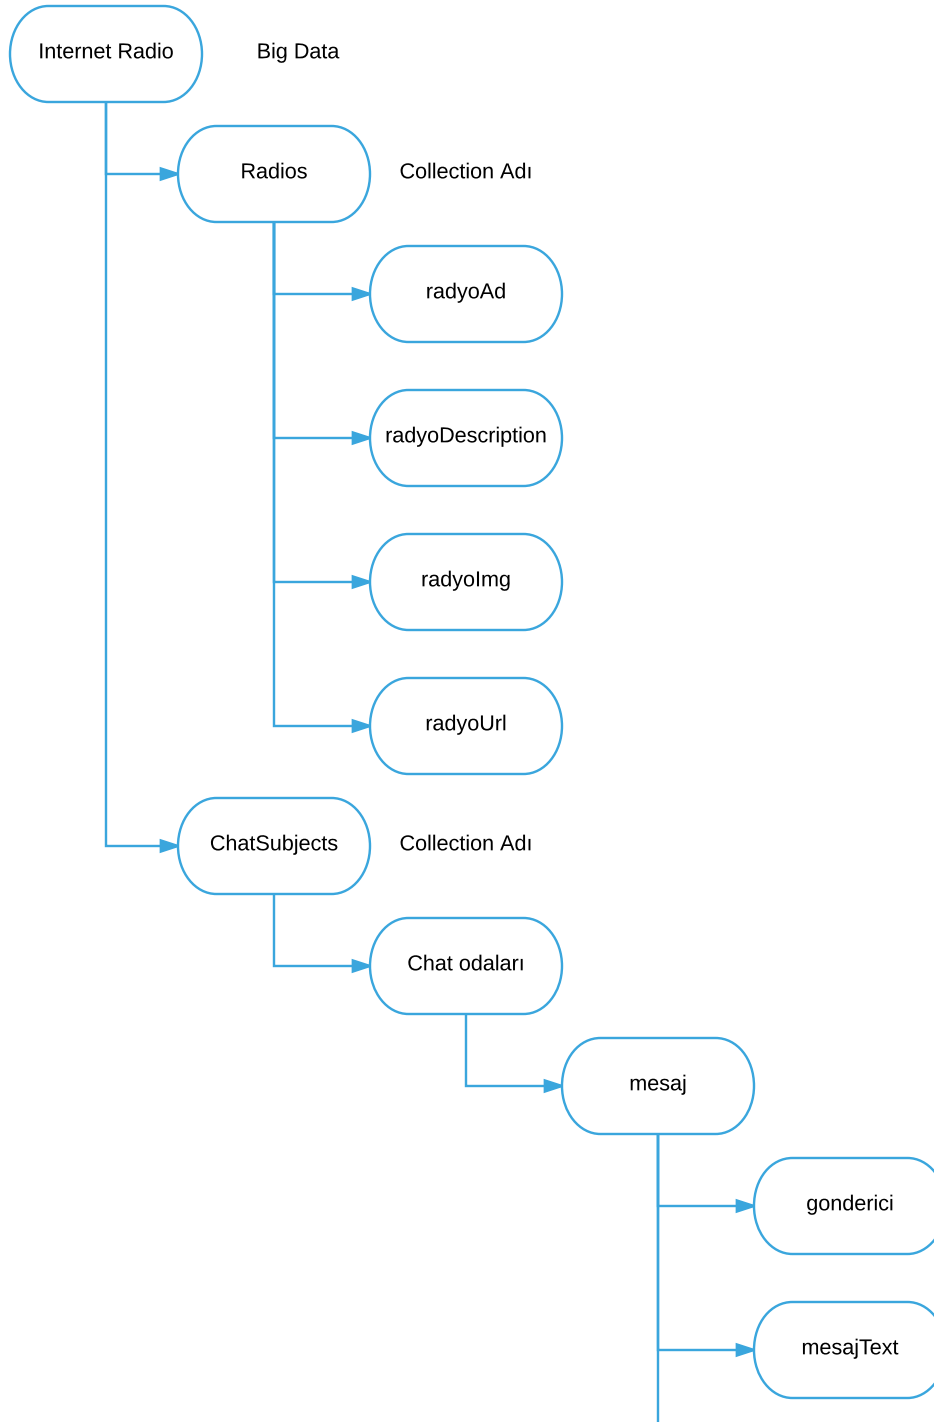 Internet Radio
Big Data
Radios
Collection Adı
radyoAd
radyoDescription
radyoImg
radyoUrl
ChatSubjects
Collection Adı
Chat odaları
mesaj
gonderici
mesajText